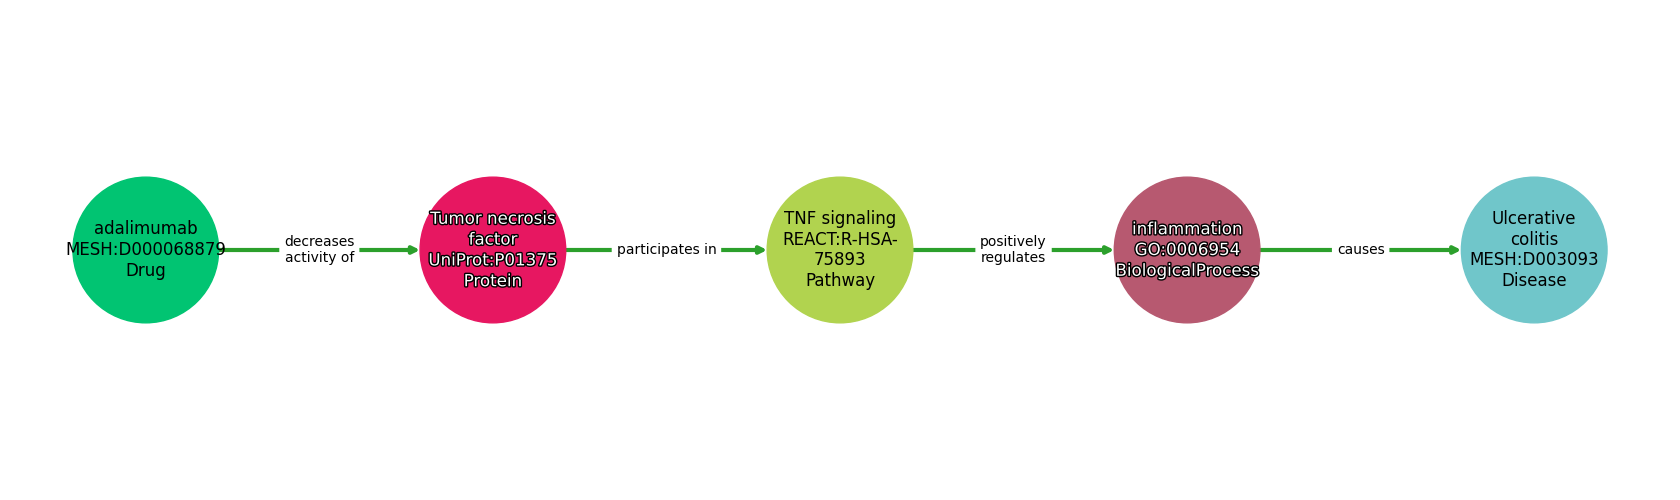 adalimumab
MESH:D000068879
Drug
decreases
activity of
Tumor necrosis
factor
UniProt:P01375
Protein
participates in
TNF signaling
REACT:R-HSA-
75893
Pathway
positively
regulates
inflammation
GO:0006954
BiologicalProcess
causes
Ulcerative
colitis
MESH:D003093
Disease